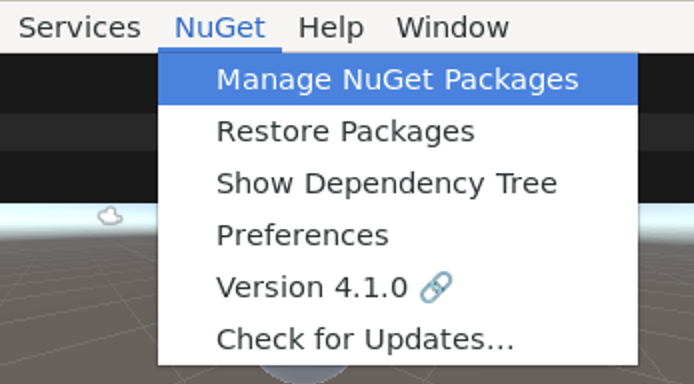 Services NuGet Help Window
Manage NuGet Packages
Restore Packages
Show Dependency Tree
Preferences
Version 4.1.0 🔗
Check for Updates...